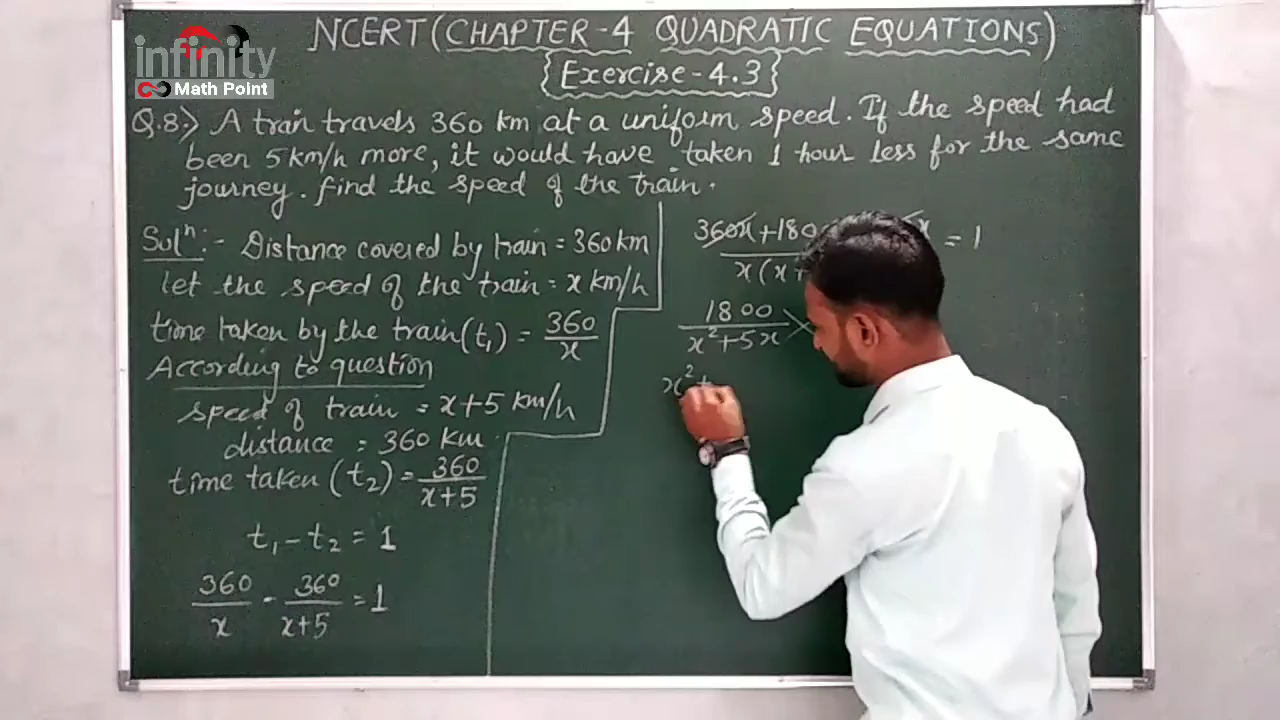 infinity
Math Point
NCERT (CHAPTER-4 QUADRATIC EQUATIONS)
{Exercise-4.3}
Q.8:> A train travels 360 km at a uniform speed. If the speed had
been 5km/h more, it would have taken 1 hour less for the same
journey. find the speed of the train.
Solⁿ:- Distance covered by train = 360 km
let the speed of the train = x km/h
time taken by the train (t₁) = 360/x
According to question
speed of train = x+5 km/h
distance = 360 km.
time taken (t₂) = 360/x+5
t₁ - t₂ = 1
360/x - 360/x+5 = 1
360x + 180
x = 1
x(x+
1800/x²+5x
x² +